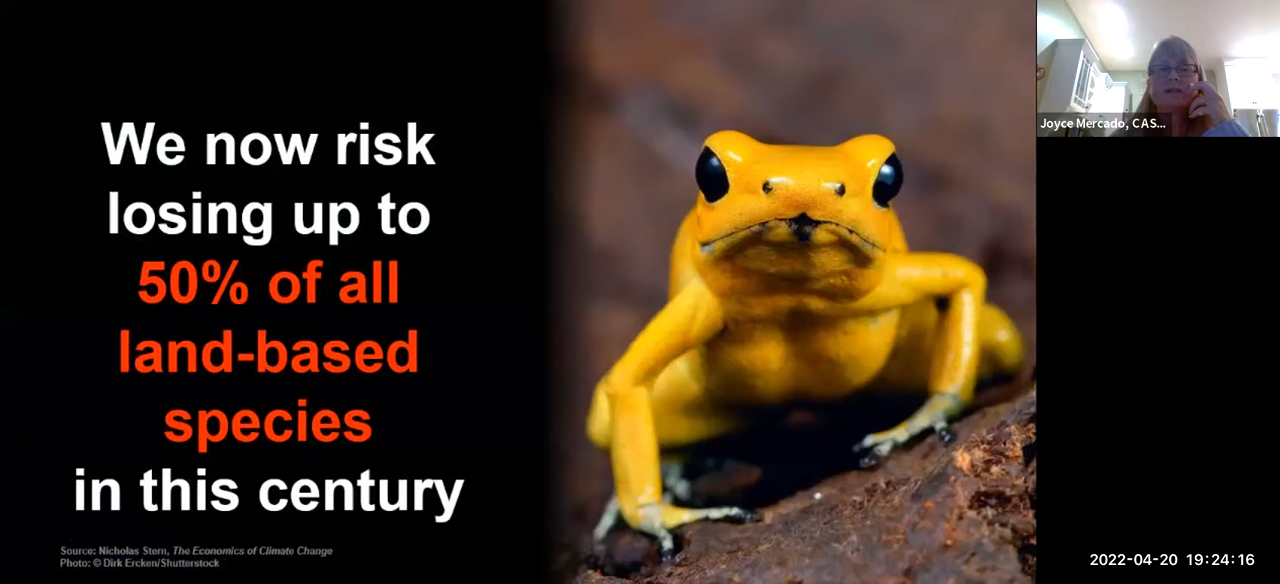 We now risk
losing up to
50% of all
land-based
species
in this century
Source: Nicholas Stern, The Economics of Climate Change
Photo: © Dirk Ercken/Shutterstock
Joyce Mercado, CAS...
2022-04-20 19:24:16